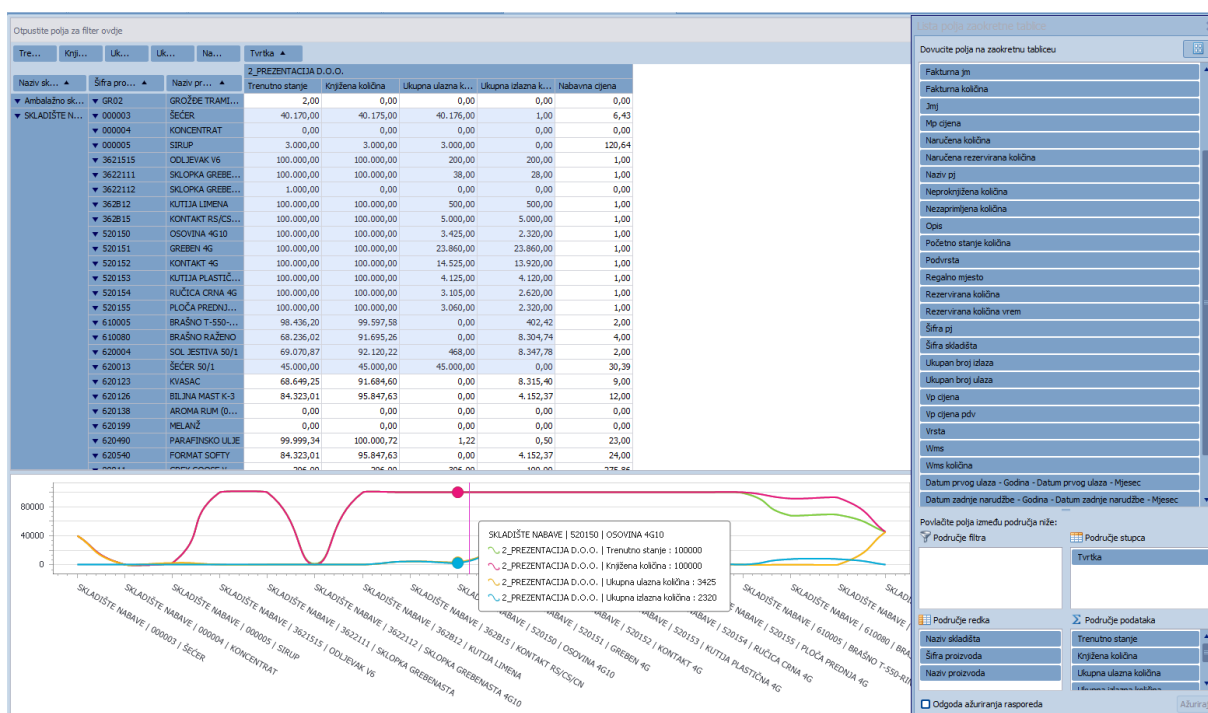 Otpustite polja za filter ovdje
Tre... Knji... Uk... Uk... Na... Tvrtka
2_PREZENTACIJA D.O.O.
Naziv sk... Šifra pro... Naziv pr... Trenutno stanje Knjižena količina Ukupna ulazna k... Ukupna izlazna k... Nabavna cijena
Ambalažno sk... GR02 GROŽĐE TRAMI... 2,00 0,00 0,00 0,00 0,00
SKLADIŠTE N... 000003 ŠEĆER 40.170,00 40.175,00 40.176,00 1,00 6,43
000004 KONCENTRAT 0,00 0,00 0,00 0,00 0,00
000005 SIRUP 3.000,00 3.000,00 3.000,00 0,00 120,64
3621515 ODLJEVAK V6 100.000,00 100.000,00 200,00 200,00 1,00
3622111 SKLOPKA GREBE... 100.000,00 100.000,00 38,00 28,00 1,00
3622112 SKLOPKA GREBE... 1.000,00 0,00 0,00 0,00 0,00
362B12 KUTIJA LIMENA 100.000,00 100.000,00 500,00 500,00 1,00
362B15 KONTAKT RS/CS... 100.000,00 100.000,00 5.000,00 5.000,00 1,00
520150 OSOVINA 4G10 100.000,00 100.000,00 3.425,00 2.320,00 1,00
520151 GREBEN 4G 100.000,00 100.000,00 23.860,00 23.860,00 1,00
520152 KONTAKT 4G 100.000,00 100.000,00 14.525,00 13.920,00 1,00
520153 KUTIJA PLASTIČ... 100.000,00 100.000,00 4.125,00 4.120,00 1,00
520154 RUČICA CRNA 4G 100.000,00 100.000,00 3.105,00 2.620,00 1,00
520155 PLOČA PREDNJ... 100.000,00 100.000,00 3.060,00 2.320,00 1,00
610005 BRAŠNO T-550-... 98.436,20 99.597,58 0,00 402,42 2,00
610080 BRAŠNO RAŽENO 68.236,02 91.695,26 0,00 8.304,74 4,00
620004 SOL JESTIVA 50/1 69.070,87 92.120,22 468,00 8.347,78 2,00
620013 ŠEĆER 50/1 45.000,00 45.000,00 45.000,00 0,00 30,39
620123 KVASAC 68.649,25 91.684,60 0,00 8.315,40 9,00
620126 BILJNA MAST K-3 84.323,01 95.847,63 0,00 4.152,37 12,00
620138 AROMA RUM (0... 0,00 0,00 0,00 0,00 0,00
620199 MELANŽ 0,00 0,00 0,00 0,00 0,00
620490 PARAFINSKO ULJE 99.999,34 100.000,72 1,22 0,50 23,00
620540 FORMAT SOFTY 84.323,01 95.847,63 0,00 4.152,37 24,00
80000
40000
0
SKLADIŠTE NABAVE | 520150 | OSOVINA 4G10
2_PREZENTACIJA D.O.O. | Trenutno stanje : 100000
2_PREZENTACIJA D.O.O. | Knjižena količina : 100000
2_PREZENTACIJA D.O.O. | Ukupna ulazna količina : 3425
2_PREZENTACIJA D.O.O. | Ukupna izlazna količina : 2320
SKLADIŠTE NABAVE | 000003 | ŠEĆER
SKLADIŠTE NABAVE | 000004 | KONCENTRAT
SKLADIŠTE NABAVE | 000005 | SIRUP
SKLADIŠTE NABAVE | 3621515 | ODLJEVAK V6
SKLADIŠTE NABAVE | 3622111 | SKLOPKA GREBENASTA
SKLADIŠTE NABAVE | 3622112 | SKLOPKA GREBENASTA 4G10
SKLADIŠTE NABAVE | 362B12 | KUTIJA LIMENA
SKLADIŠTE NABAVE | 362B15 | KONTAKT RS/CS/CN
NABAVE | 520150 | OSOVINA 4G10
| 520151 | GREBEN 4G
| 520152 | KONTAKT 4G
| 520153 | KUTIJA PLASTIČNA 4G
| 520154 | RUČICA CRNA 4G
NABAVE | 520155 | PLOČA PREDNJA 4G
SKLADIŠTE NABAVE | 610005 | BRAŠNO T-550-RIN
SKLADIŠTE NABAVE | 610080 | BRA
SKLADIŠTE NABAVE
Lista polja zaokretne tablice
Dovucite polja na zaokretnu tabliceu
Fakturna jm
Fakturna količina
Jmj
Mp cijena
Naručena količina
Naručena rezervirana količina
Naziv pj
Neproknjižena količina
Nezaprimljena količina
Opis
Početno stanje količina
Podvrsta
Regalno mjesto
Rezervirana količina
Rezervirana količina vrem
Šifra pj
Šifra skladišta
Ukupan broj izlaza
Ukupan broj ulaza
Vp cijena
Vp cijena pdv
Vrsta
Wms
Wms količina
Datum prvog ulaza - Godina - Datum prvog ulaza - Mjesec
Datum zadnje narudžbe - Godina - Datum zadnje narudžbe - Mjesec
Povlačite polja između područja niže:
Područje filtra
Područje stupca
Tvrtka
Područje redka
Naziv skladišta
Šifra proizvoda
Naziv proizvoda
Područje podataka
Trenutno stanje
Knjižena količina
Ukupna ulazna količina
Ukupna izlazna količina
Odgoda ažuriranja rasporeda
Ažuriraj